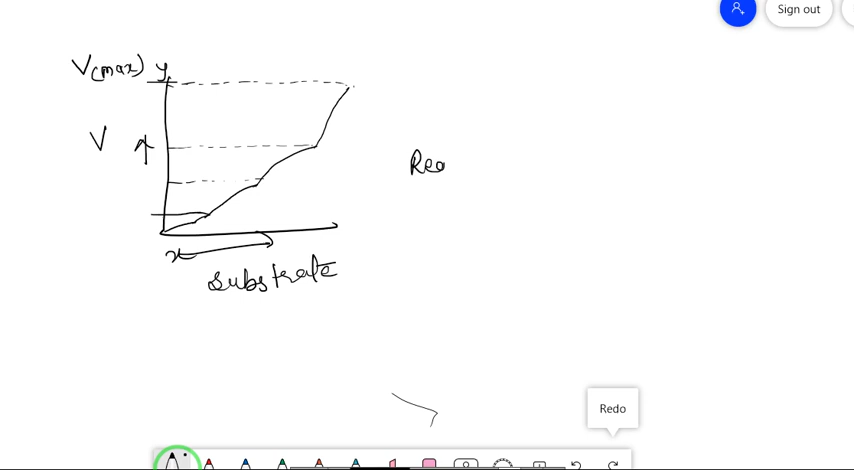 Sign out
V(max) y
V
Rea
x
Substrate
Redo